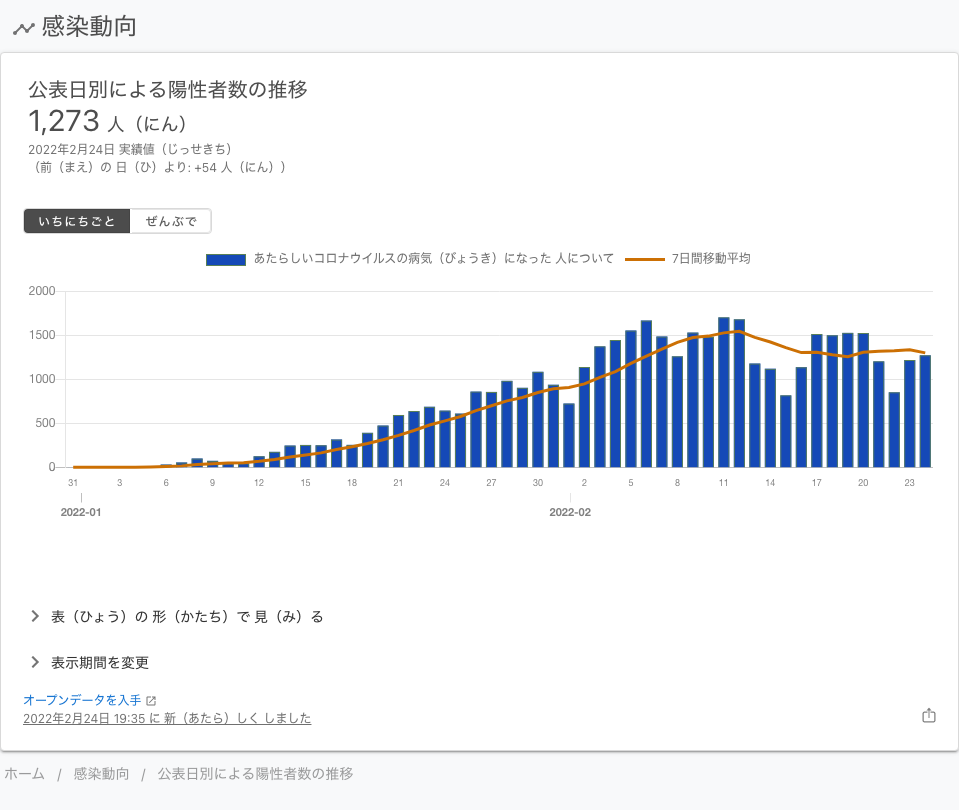 感染動向
公表日別による陽性者数の推移
1,273 人（にん）
2022年2月24日 実績値（じっせきち）
（前（まえ）の 日（ひ）より: +54 人（にん））
いちにちごと ぜんぶで
あたらしいコロナウイルスの病気（びょうき）になった 人について 7日間移動平均
2000
1500
1000
500
0
31 3 6 9 12 15 18 21 24 27 30 2 5 8 11 14 17 20 23
2022-01 2022-02
表（ひょう）の 形（かたち）で 見（み）る
表示期間を変更
オープンデータを入手
2022年2月24日 19:35 に 新（あたら）しく しました
ホーム / 感染動向 / 公表日別による陽性者数の推移